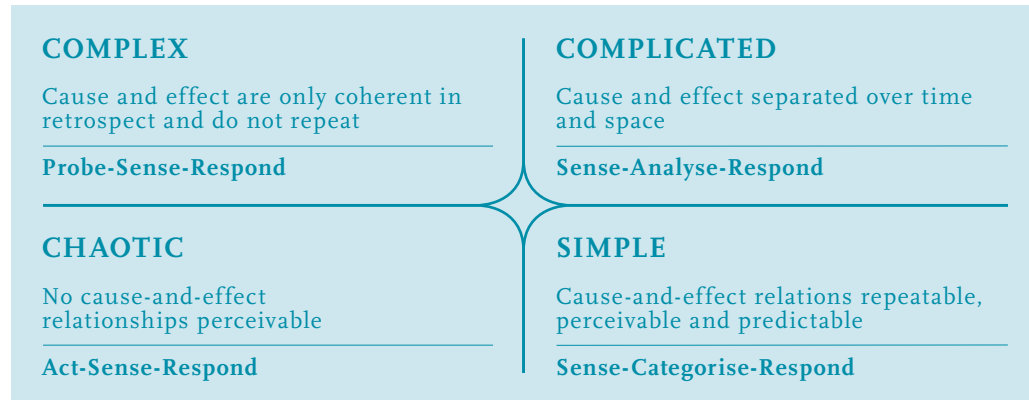 COMPLEX
Cause and effect are only coherent in
retrospect and do not repeat
Probe-Sense-Respond
COMPLICATED
Cause and effect separated over time
and space
Sense-Analyse-Respond
CHAOTIC
No cause-and-effect
relationships perceivable
Act-Sense-Respond
SIMPLE
Cause-and-effect relations repeatable,
perceivable and predictable
Sense-Categorise-Respond